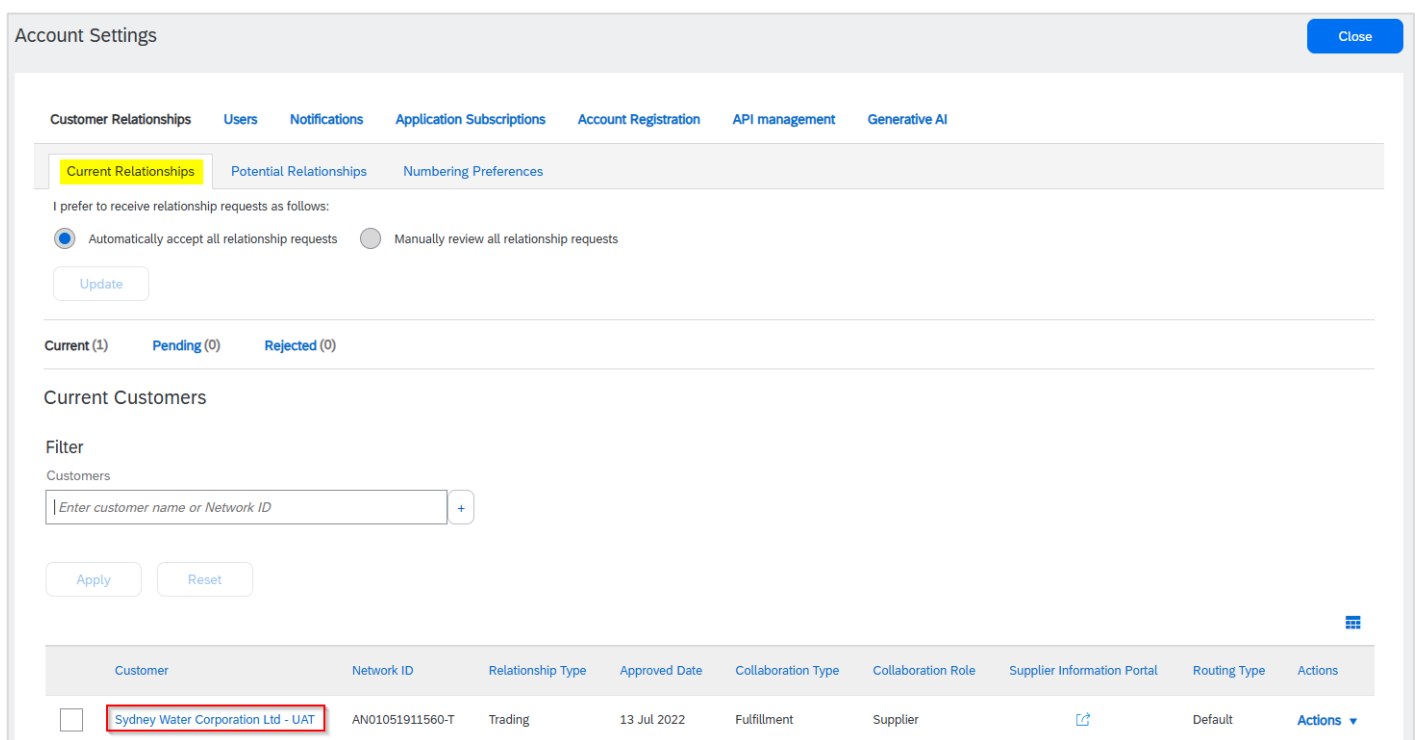 Account Settings
Close
Customer Relationships Users Notifications Application Subscriptions Account Registration API management Generative AI
Current Relationships Potential Relationships Numbering Preferences
I prefer to receive relationship requests as follows:
Automatically accept all relationship requests Manually review all relationship requests
Update
Current (1) Pending (0) Rejected (0)
Current Customers
Filter
Customers
Enter customer name or Network ID +
Apply Reset
Customer Network ID Relationship Type Approved Date Collaboration Type Collaboration Role Supplier Information Portal Routing Type Actions
Sydney Water Corporation Ltd - UAT AN01051911560-T Trading 13 Jul 2022 Fulfillment Supplier Default Actions ▼